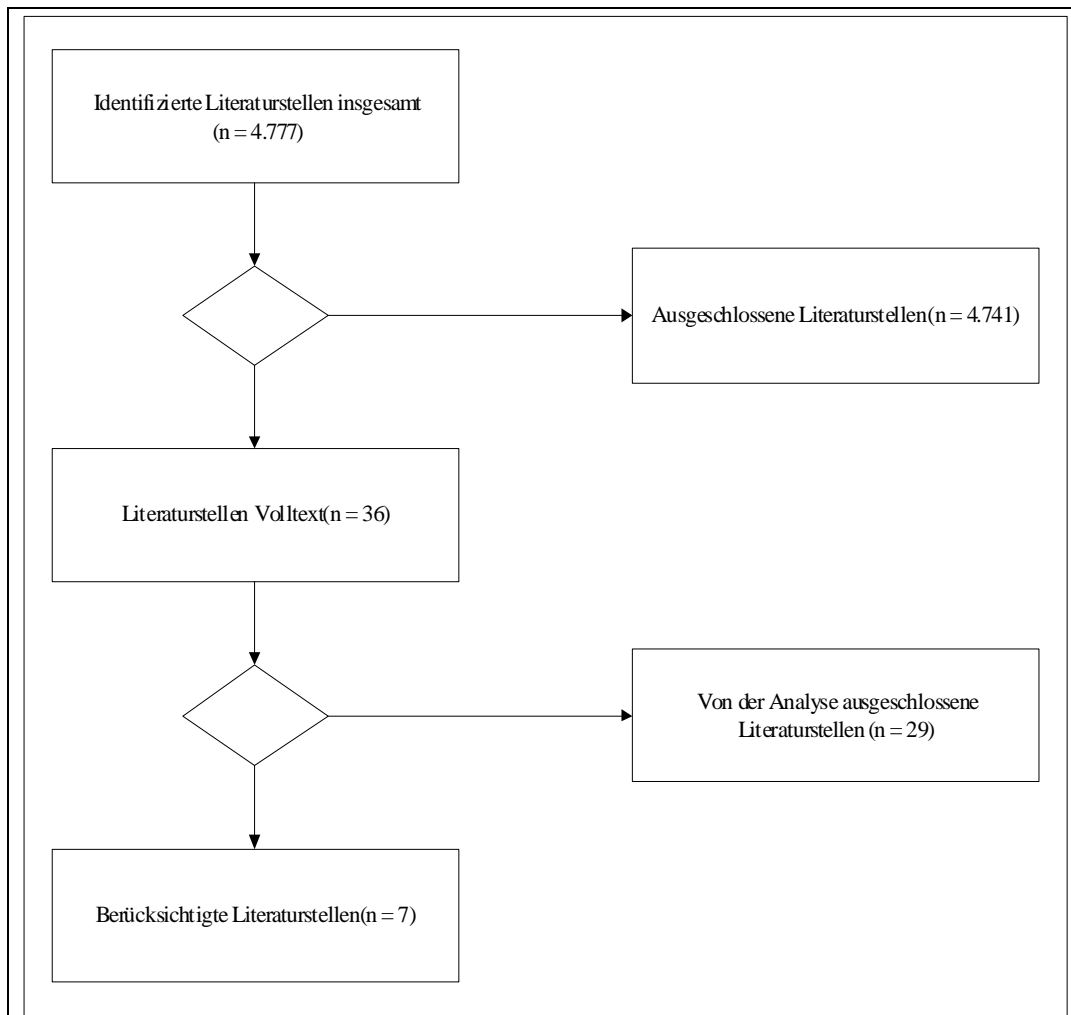 Identifizierte Literaturstellen insgesamt
(n = 4.777)
Ausgeschlossene Literaturstellen(n = 4.741)
Literaturstellen Volltext(n = 36)
Von der Analyse ausgeschlossene
Literaturstellen (n = 29)
Berücksichtigte Literaturstellen(n = 7)